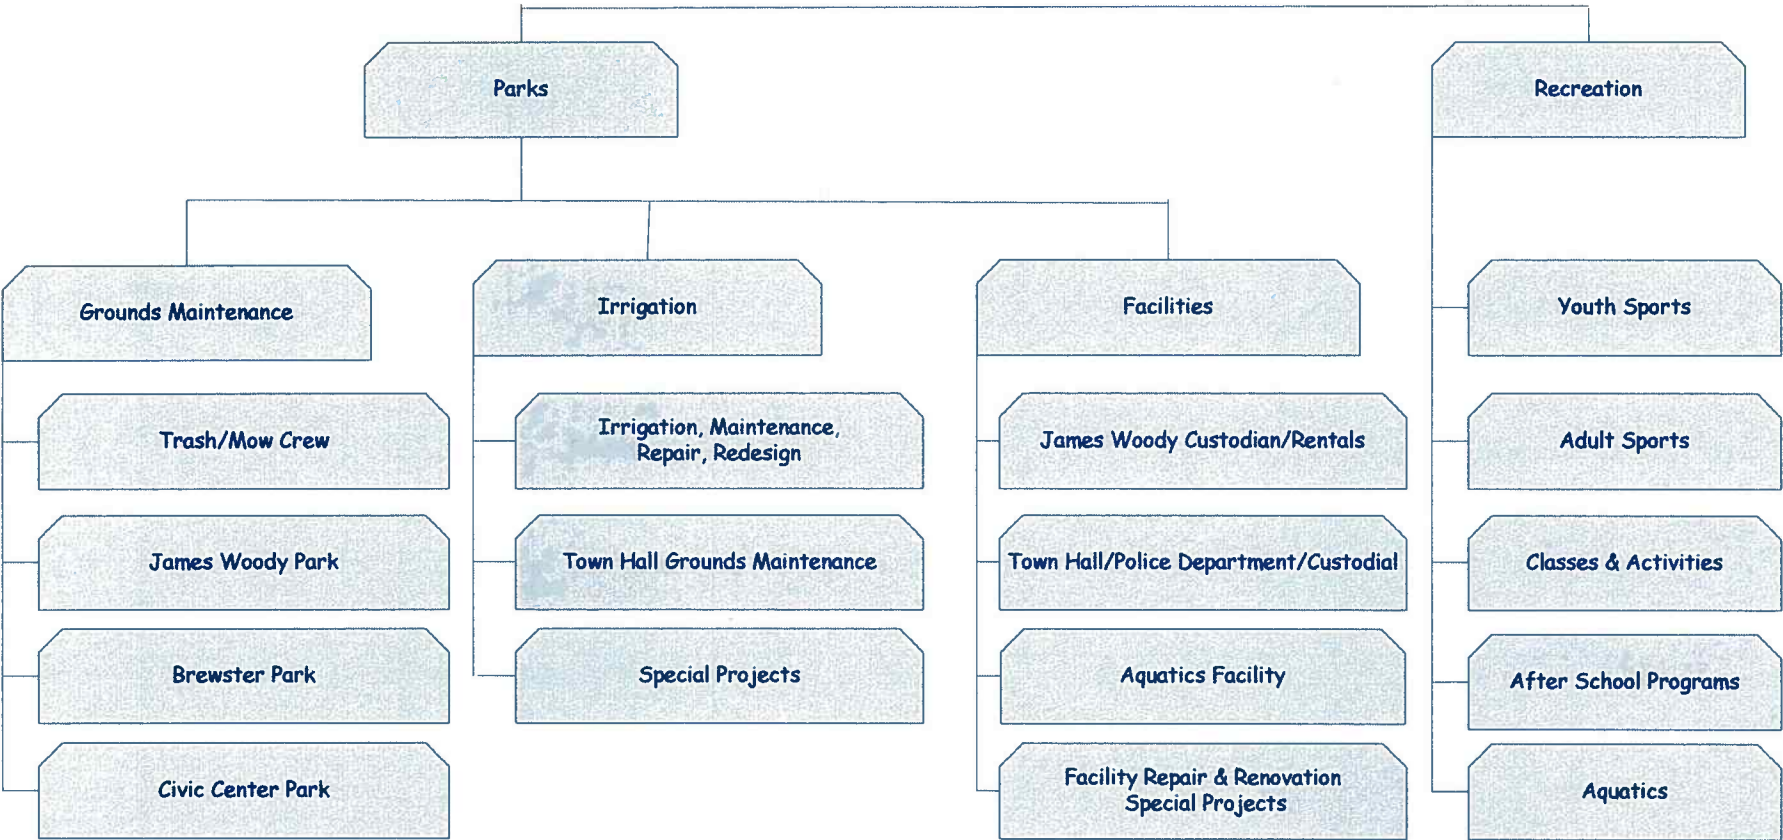 Parks
Recreation
Grounds Maintenance
Irrigation
Facilities
Youth Sports
Trash/Mow Crew
Irrigation, Maintenance,
Repair, Redesign
James Woody Custodian/Rentals
Adult Sports
James Woody Park
Town Hall Grounds Maintenance
Town Hall/Police Department/Custodial
Classes & Activities
Brewster Park
Special Projects
Aquatics Facility
After School Programs
Civic Center Park
Facility Repair & Renovation
Special Projects
Aquatics